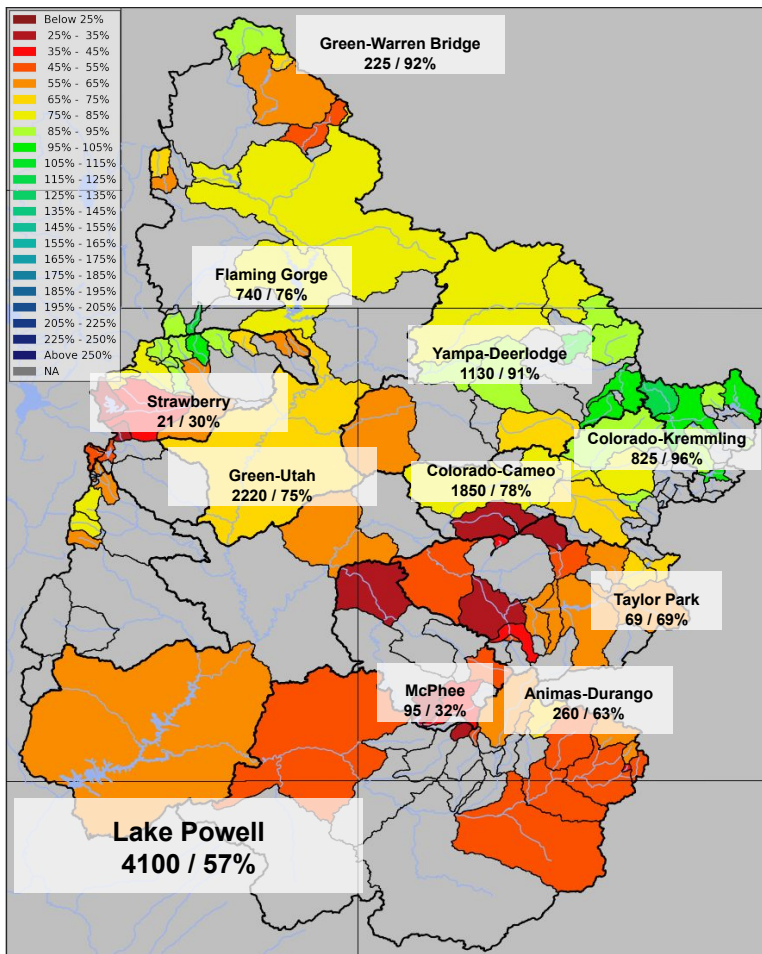 Below 25%
25% - 35%
35% - 45%
45% - 55%
55% - 65%
65% - 75%
75% - 85%
85% - 95%
95% - 105%
105% - 115%
115% - 125%
125% - 135%
135% - 145%
145% - 155%
155% - 165%
165% - 175%
175% - 185%
185% - 195%
195% - 205%
205% - 225%
225% - 250%
Above 250%
NA
Green-Warren Bridge
225 / 92%
Flaming Gorge
740 / 76%
Yampa-Deerlodge
1130 / 91%
Strawberry
21 / 30%
Colorado-Kremmling
825 / 96%
Green-Utah
2220 / 75%
Colorado-Cameo
1850 / 78%
Taylor Park
69 / 69%
McPhee
95 / 32%
Animas-Durango
260 / 63%
Lake Powell
4100 / 57%